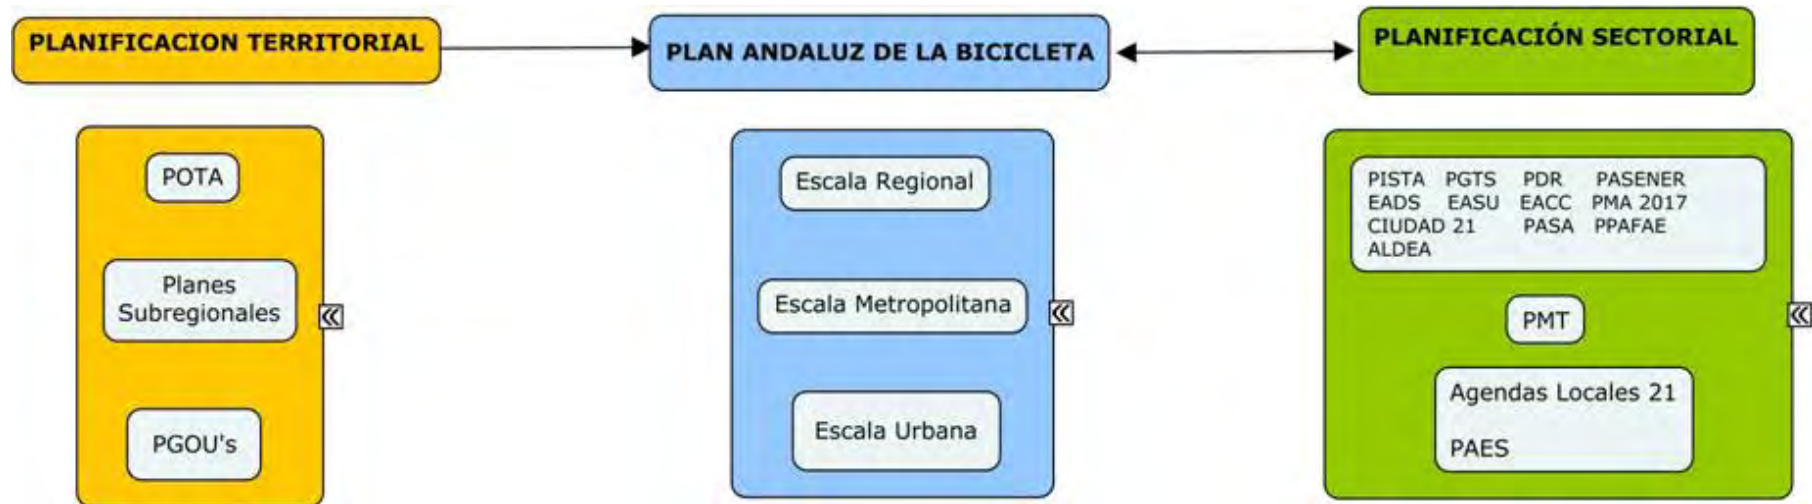 PLANIFICACION TERRITORIAL
PLAN ANDALUZ DE LA BICICLETA
PLANIFICACIÓN SECTORIAL
POTA
Planes
Subregionales
PGOU's
Escala Regional
Escala Metropolitana
Escala Urbana
PISTA PGTS PDR PASENER
EADS EASU EACC PMA 2017
CIUDAD 21 PASA PPAFAE
ALDEA
PMT
Agendas Locales 21
PAES